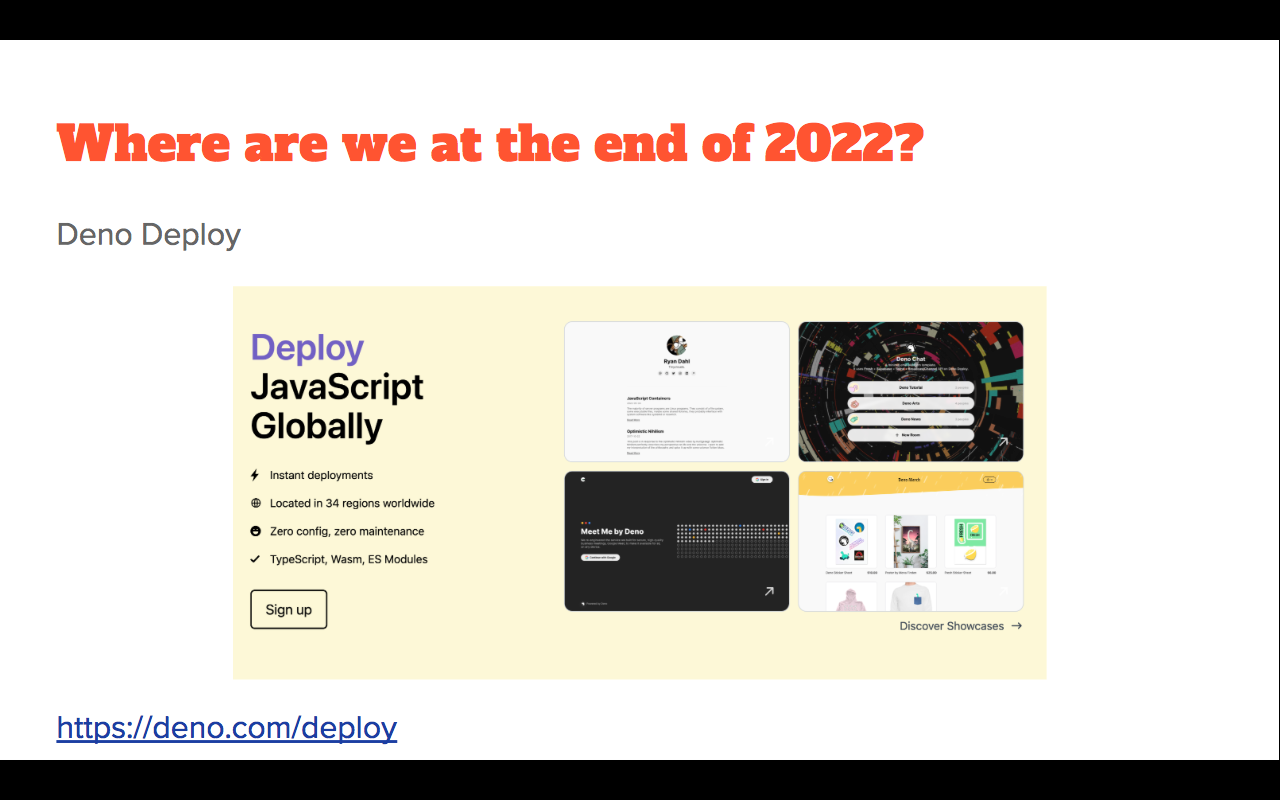 Where are we at the end of 2022?
Deno Deploy
Deploy
JavaScript
Globally
Instant deployments
Located in 34 regions worldwide
Zero config, zero maintenance
TypeScript, Wasm, ES Modules
Sign up
Ryan Dahl
JavaScript Containers
Optimistic Nihilism
Deno Chat
Deno Tutorial
Deno Arts
Deno News
New Room
Meet Me by Deno
Discover Showcases
https://deno.com/deploy